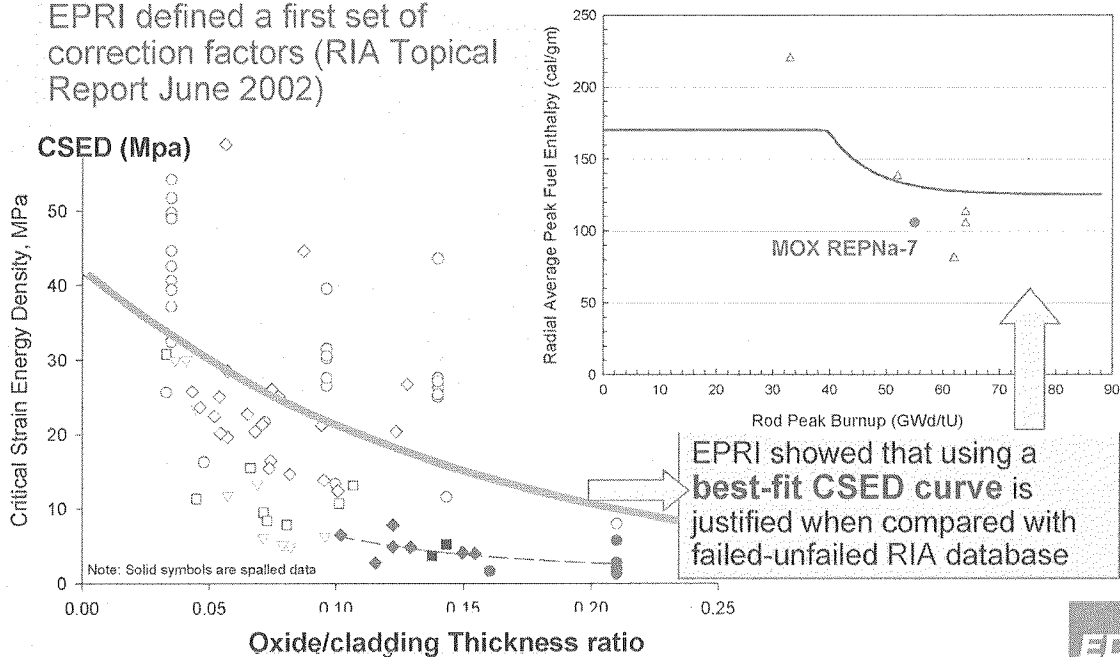 EPRI defined a first set of
correction factors (RIA Topical
Report June 2002)
CSED (Mpa)
Critical Strain Energy Density, MPa
50
40
30
20
10
0
Note: Solid symbols are spalled data
0.00
0.05
0.10
0.15
0.20
0.25
Oxide/cladding Thickness ratio
Radial Average Peak Fuel Enthalpy (cal/gm)
250
200
150
100
50
0
MOX REPNa-7
0
10
20
30
40
50
60
70
80
90
Rod Peak Burnup (GWd/tU)
EPRI showed that using a
best-fit CSED curve is
justified when compared with
failed-unfailed RIA database